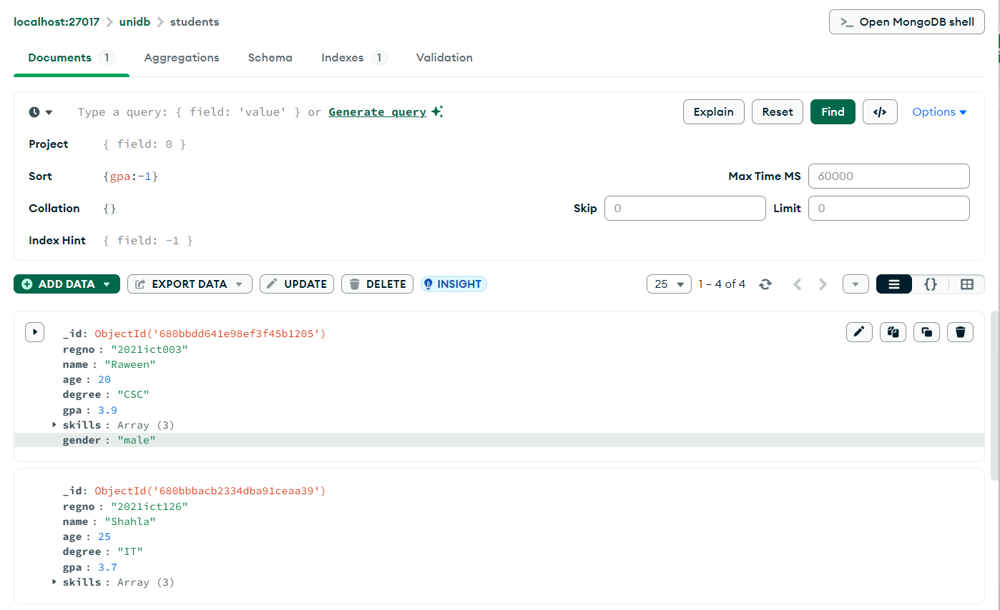 localhost:27017 > unidb > students
>_ Open MongoDB shell
Documents 1 Aggregations Schema Indexes 1 Validation
Type a query: { field: 'value' } or Generate query
Explain Reset Find </> Options
Project { field: 0 }
Sort {gpa:-1}
Max Time MS 60000
Collation {}
Skip 0 Limit 0
Index Hint { field: -1 }
ADD DATA EXPORT DATA UPDATE DELETE INSIGHT
25 1 – 4 of 4 {}
_id: ObjectId('680bbdd641e98ef3f45b1205')
regno : "2021ict003"
name : "Raween"
age : 20
degree : "CSC"
gpa : 3.9
skills : Array (3)
gender : "male"
_id: ObjectId('680bbbacb2334dba91ceaa39')
regno : "2021ict126"
name : "Shahla"
age : 25
degree : "IT"
gpa : 3.7
skills : Array (3)